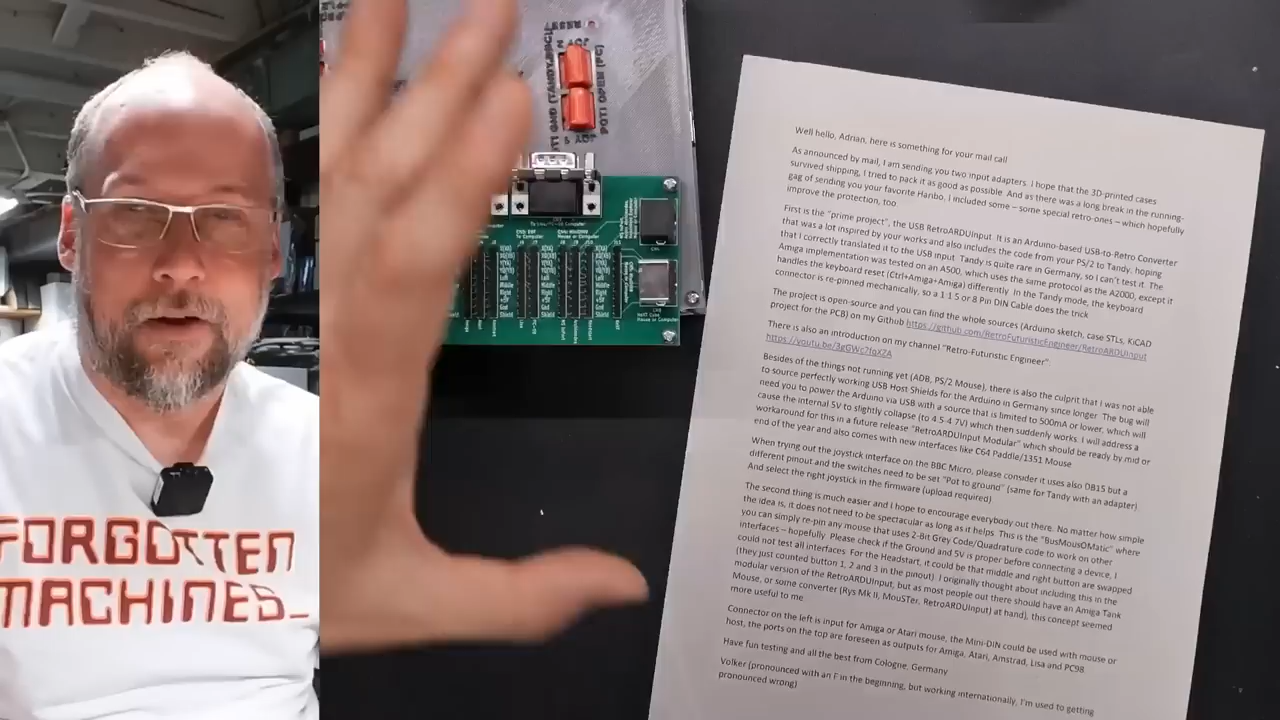 FORGOTTEN
MACHINES_
POTI OPEN (PC)
To Computer
To Computer
Mouse or Computer
Left
Middle
Right
+5V
Gnd
Shield
Well hello, Adrian, here is something for your mail call
As announced by mail, I am sending you two input adapters. I hope that the 3D-printed cases
survived shipping, I tried to pack it as good as possible. And as there was a long break in the running-
gag of sending you your favorite Haribo, I included some – some special retro-ones – which hopefully
improve the protection, too.
First is the "prime project", the USB RetroARDUInput. It is an Arduino-based USB-to-Retro Converter
that was a lot inspired by your works and also includes the code from your PS/2 to Tandy, hoping
that I correctly translated it to the USB input. Tandy is quite rare in Germany, so I can't test it. The
Amiga implementation was tested on an A500, which uses the same protocol as the A2000, except it
handles the keyboard reset (Ctrl+Amiga+Amiga) differently. In the Tandy mode, the keyboard
connector is re-pinned mechanically, so a 1:1 5 or 8 Pin DIN Cable does the trick
The project is open-source and you can find the whole sources (Arduino sketch, case STLs, KiCAD
project for the PCB) on my Github https://github.com/RetroFuturisticEngineer/RetroARDUInput
There is also an introduction on my channel "Retro-Futuristic Engineer":
Besides of the things not running yet (ADB, PS/2 Mouse), there is also the culprit that I was not able
to source perfectly working USB Host Shields for the Arduino in Germany since longer. The bug will
need you to power the Arduino via USB with a source that is limited to 500mA or lower, which will
cause the internal 5V to slightly collapse (to 4.5-4.7V) which then suddenly works. I will address a
workaround for this in a future release "RetroARDUInput Modular" which should be ready by mid or
end of the year and also comes with new interfaces like C64 Paddle/1351 Mouse
When trying out the joystick interface on the BBC Micro, please consider it uses also DB15 but a
different pinout and the switches need to be set "Pot to ground" (same for Tandy with an adapter)
And select the right joystick in the firmware (upload required)
The second thing is much easier and I hope to encourage everybody out there. No matter how simple
the idea is, it does not need to be spectacular as long as it helps. This is the "BusMousOMatic" where
you can simply re-pin any mouse that uses 2-Bit Grey Code/Quadrature code to work on other
interfaces – hopefully. Please check if the Ground and 5V is proper before connecting a device, I
could not test all interfaces. For the Headstart, it could be that middle and right button are swapped
(they just counted button 1, 2 and 3 in the pinout). I originally thought about including this in the
modular version of the RetroARDUInput, but as most people out there should have an Amiga Tank
Mouse, or some converter (Rys Mk II, MouSTer, RetroARDUInput) at hand), this concept seemed
more useful to me
Connector on the left is input for Amiga or Atari mouse, the Mini-DIN could be used with mouse or
host, the ports on the top are foreseen as outputs for Amiga, Atari, Amstrad, Lisa and PC98.
Have fun testing and all the best from Cologne, Germany
Volker (pronounced with an F in the beginning, but working internationally, I'm used to getting
pronounced wrong)